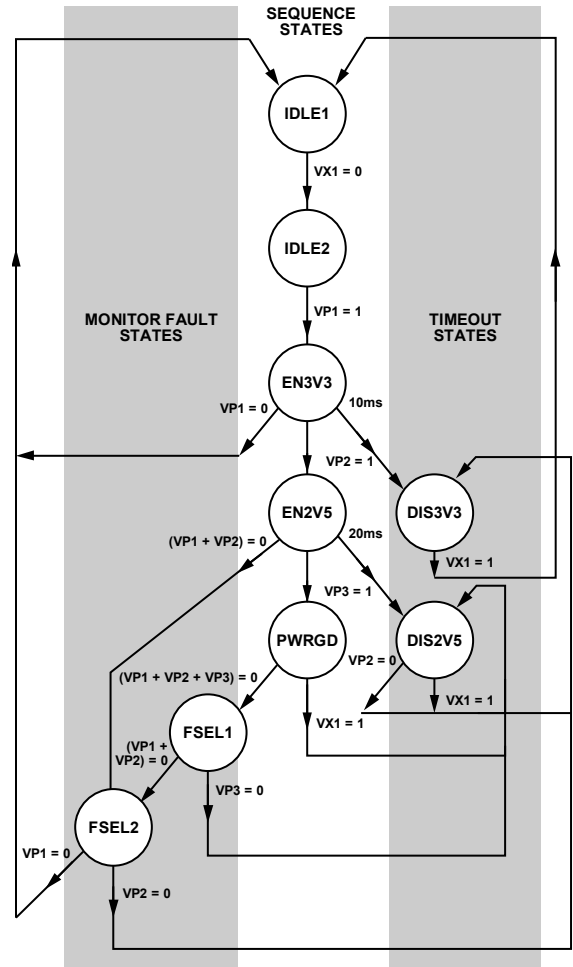 SEQUENCE
STATES
IDLE1
VX1 = 0
IDLE2
MONITOR FAULT
STATES
VP1 = 1
TIMEOUT
STATES
EN3V3
VP1 = 0
10ms
VP2 = 1
DIS3V3
EN2V5
(VP1 + VP2) = 0
20ms
VX1 = 1
VP3 = 1
PWRGD
DIS2V5
VP2 = 0
(VP1 + VP2 + VP3) = 0
VX1 = 1
VX1 = 1
FSEL1
(VP1 +
VP2) = 0
VP3 = 0
FSEL2
VP1 = 0
VP2 = 0